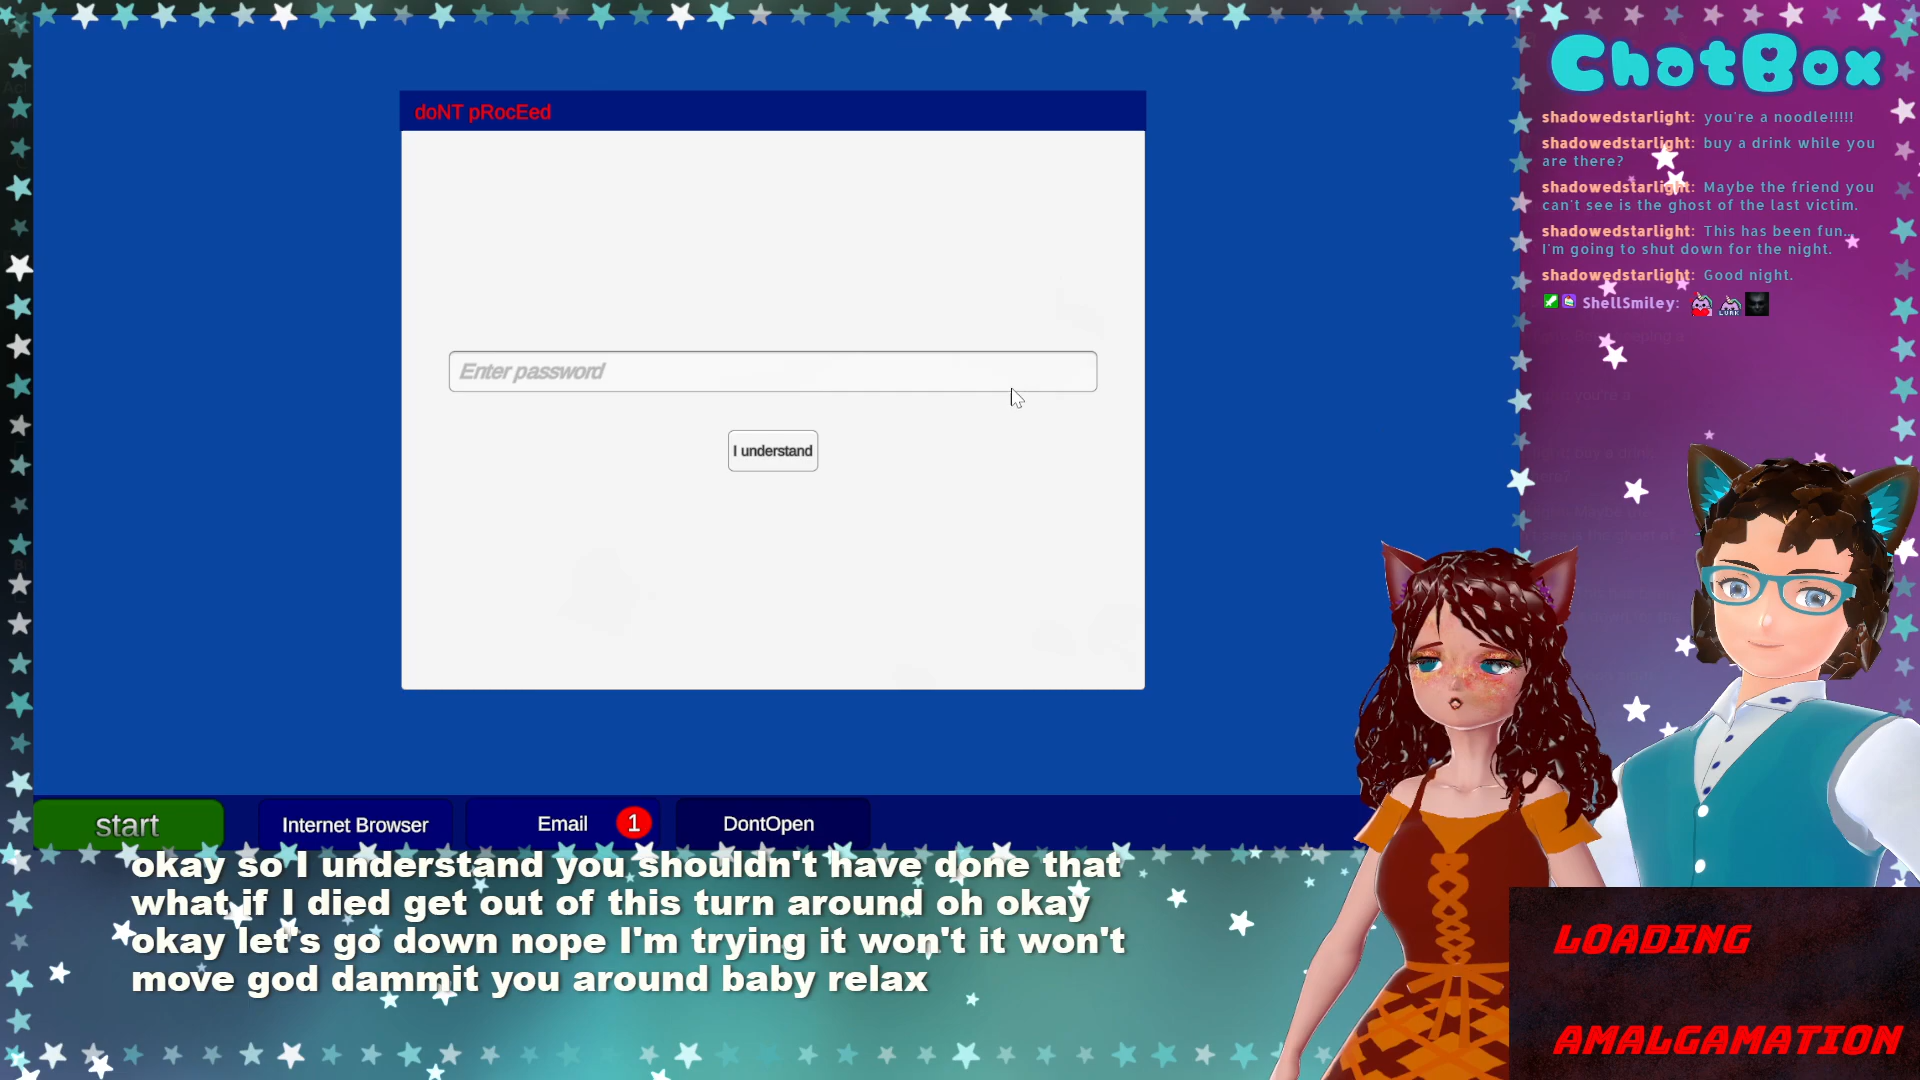 doNT pRocEed
Enter password
I understand
start
Internet Browser
Email
1
DontOpen
okay so I understand you shouldn't have done that
what if I died get out of this turn around oh okay
okay let's go down nope I'm trying it won't it won't
move god dammit you around baby relax
ChatBox
shadowedstarlight: you're a noodle!!!!!
shadowedstarlight: buy a drink while you
are there?
shadowedstarlight: Maybe the friend you
can't see is the ghost of the last victim.
shadowedstarlight: This has been fun...
I'm going to shut down for the night.
shadowedstarlight: Good night.
ShellSmiley:
LURK
LOADING
AMALGAMATION